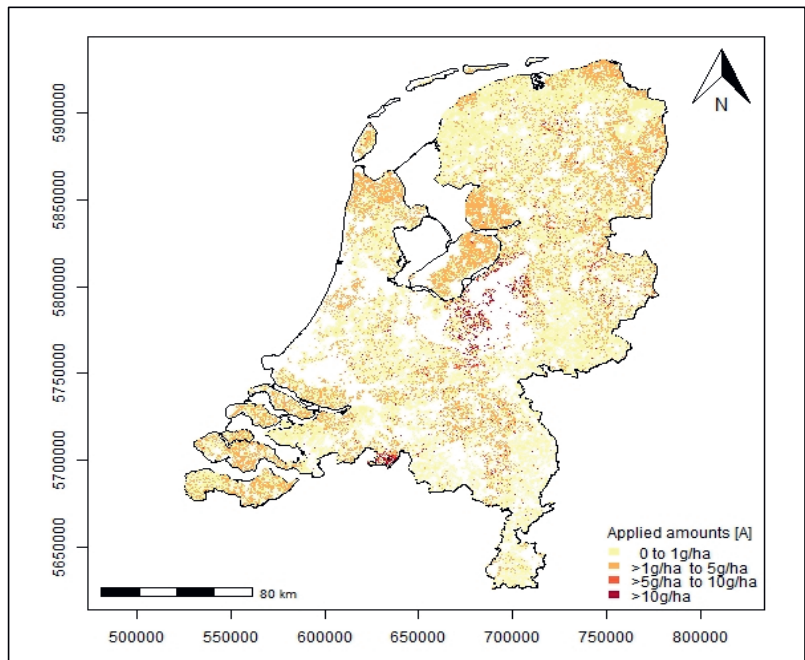 N
5900000
5850000
5800000
5750000
5700000
5650000
Applied amounts [A]
0 to 1g/ha
>1g/ha to 5g/ha
>5g/ha to 10g/ha
>10g/ha
80 km
500000 550000 600000 650000 700000 750000 800000